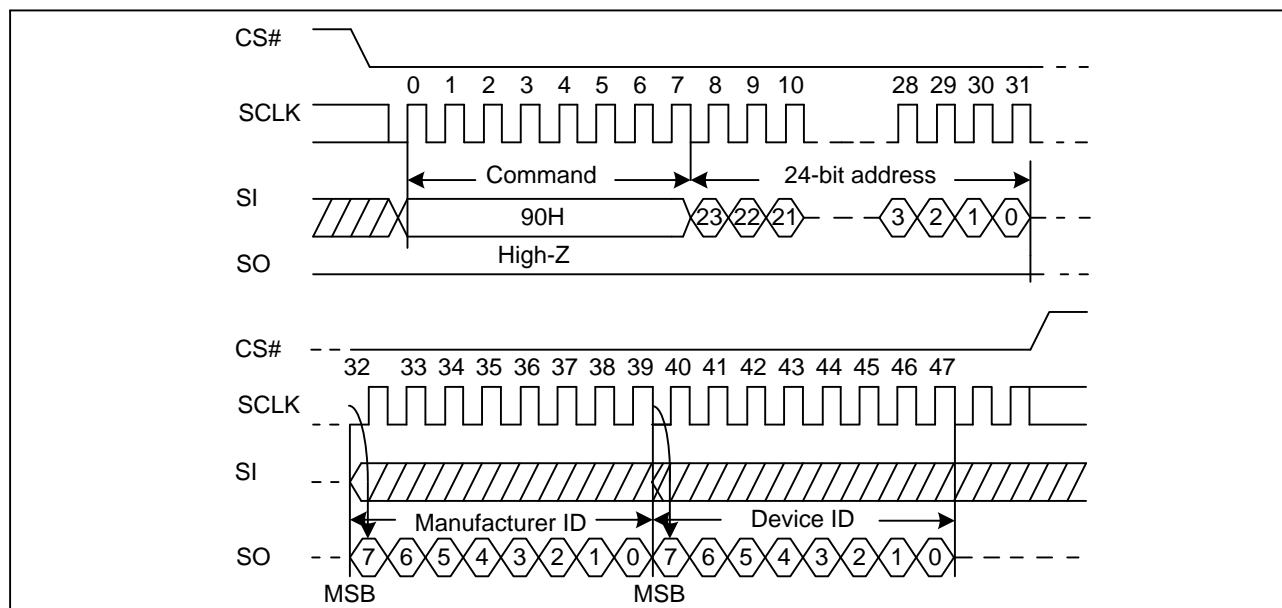 CS#
0 1 2 3 4 5 6 7 8 9 10 28 29 30 31
SCLK
Command 24-bit address
SI
90H 23 22 21 3 2 1 0
High-Z
SO
CS#
32 33 34 35 36 37 38 39 40 41 42 43 44 45 46 47
SCLK
SI
Manufacturer ID Device ID
SO 7 6 5 4 3 2 1 0 7 6 5 4 3 2 1 0
MSB MSB